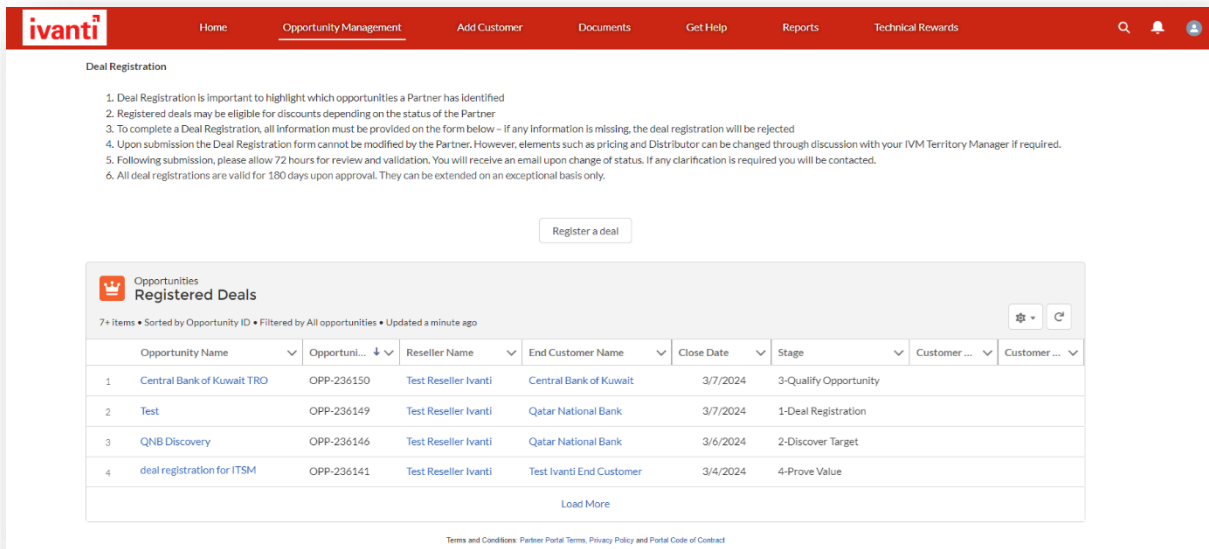 ivanti
Home Opportunity Management Add Customer Documents Get Help Reports Technical Rewards
Deal Registration
1. Deal Registration is important to highlight which opportunities a Partner has identified
2. Registered deals may be eligible for discounts depending on the status of the Partner
3. To complete a Deal Registration, all information must be provided on the form below – if any information is missing, the deal registration will be rejected
4. Upon submission the Deal Registration form cannot be modified by the Partner. However, elements such as pricing and Distributor can be changed through discussion with your IVM Territory Manager if required.
5. Following submission, please allow 72 hours for review and validation. You will receive an email upon change of status. If any clarification is required you will be contacted.
6. All deal registrations are valid for 180 days upon approval. They can be extended on an exceptional basis only.
Register a deal
Opportunities
Registered Deals
7+ items • Sorted by Opportunity ID • Filtered by All opportunities • Updated a minute ago
Opportunity Name Opportuni... Reseller Name End Customer Name Close Date Stage Customer ... Customer ...
1 Central Bank of Kuwait TRO OPP-236150 Test Reseller Ivanti Central Bank of Kuwait 3/7/2024 3-Qualify Opportunity
2 Test OPP-236149 Test Reseller Ivanti Qatar National Bank 3/7/2024 1-Deal Registration
3 QNB Discovery OPP-236146 Test Reseller Ivanti Qatar National Bank 3/6/2024 2-Discover Target
4 deal registration for ITSM OPP-236141 Test Reseller Ivanti Test Ivanti End Customer 3/4/2024 4-Prove Value
Load More
Terms and Conditions: Partner Portal Terms, Privacy Policy and Portal Code of Contract